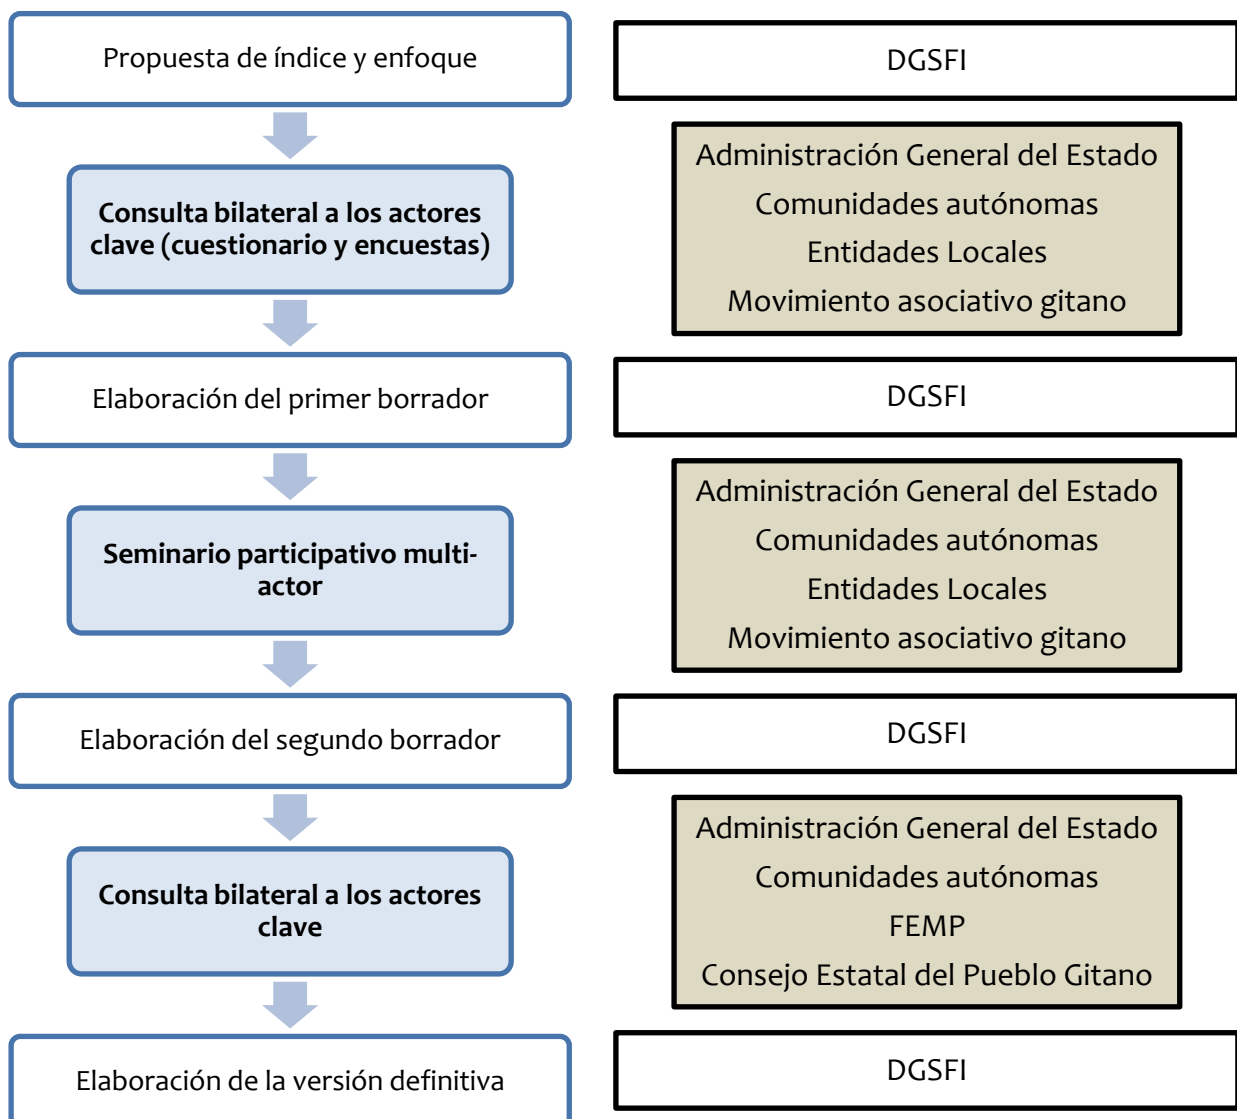 Propuesta de índice y enfoque
DGSFI
Consulta bilateral a los actores
clave (cuestionario y encuestas)
Administración General del Estado
Comunidades autónomas
Entidades Locales
Movimiento asociativo gitano
Elaboración del primer borrador
DGSFI
Seminario participativo multi-
actor
Administración General del Estado
Comunidades autónomas
Entidades Locales
Movimiento asociativo gitano
Elaboración del segundo borrador
DGSFI
Consulta bilateral a los actores
clave
Administración General del Estado
Comunidades autónomas
FEMP
Consejo Estatal del Pueblo Gitano
Elaboración de la versión definitiva
DGSFI